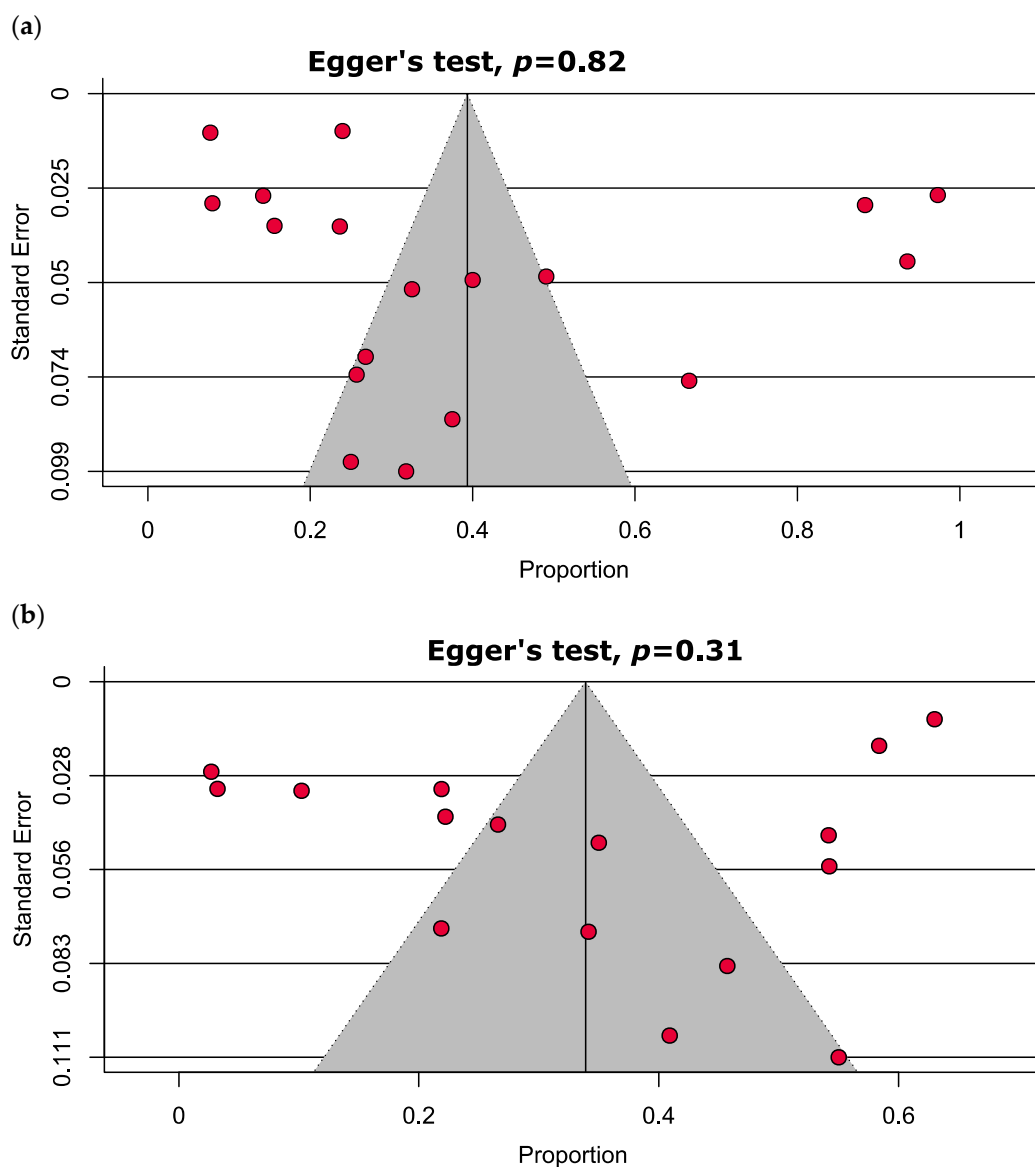 (a)
Egger's test, p=0.82
Standard Error
0
0.025
0.05
0.074
0.099
0 0.2 0.4 0.6 0.8 1
Proportion
(b)
Egger's test, p=0.31
Standard Error
0
0.028
0.056
0.083
0.111
0 0.2 0.4 0.6
Proportion